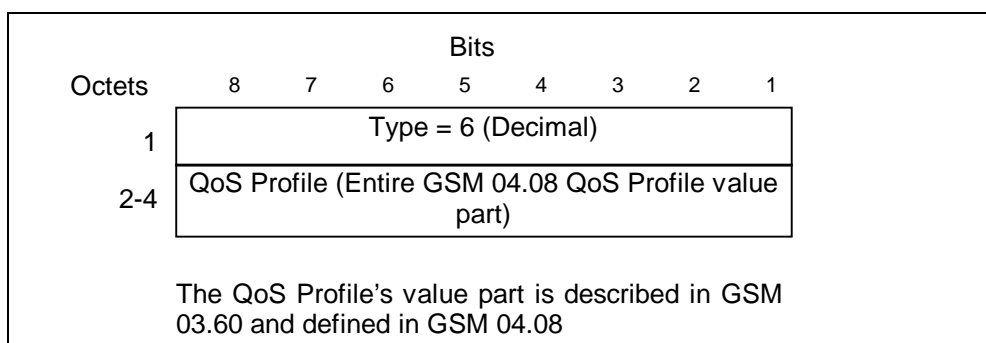 Bits
Octets 8 7 6 5 4 3 2 1
1 Type = 6 (Decimal)
2-4 QoS Profile (Entire GSM 04.08 QoS Profile value
part)
The QoS Profile's value part is described in GSM
03.60 and defined in GSM 04.08